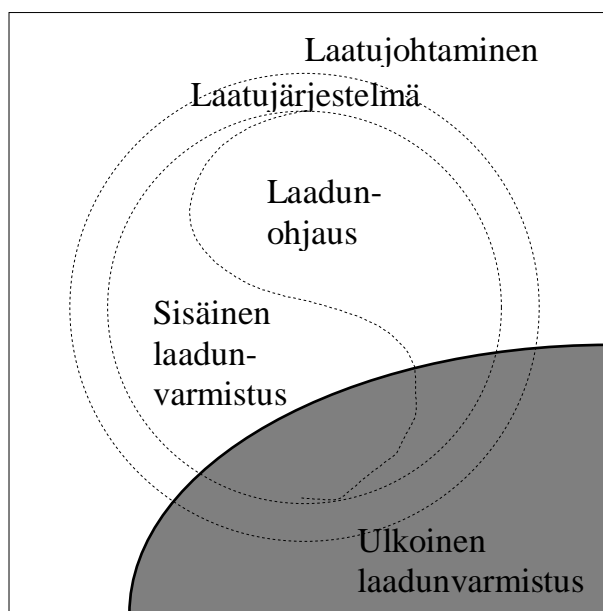 Laatujohtaminen
Laatujärjestelmä
Laadun-
ohjaus
Sisäinen
laadun-
varmistus
Ulkoinen
laadunvarmistus